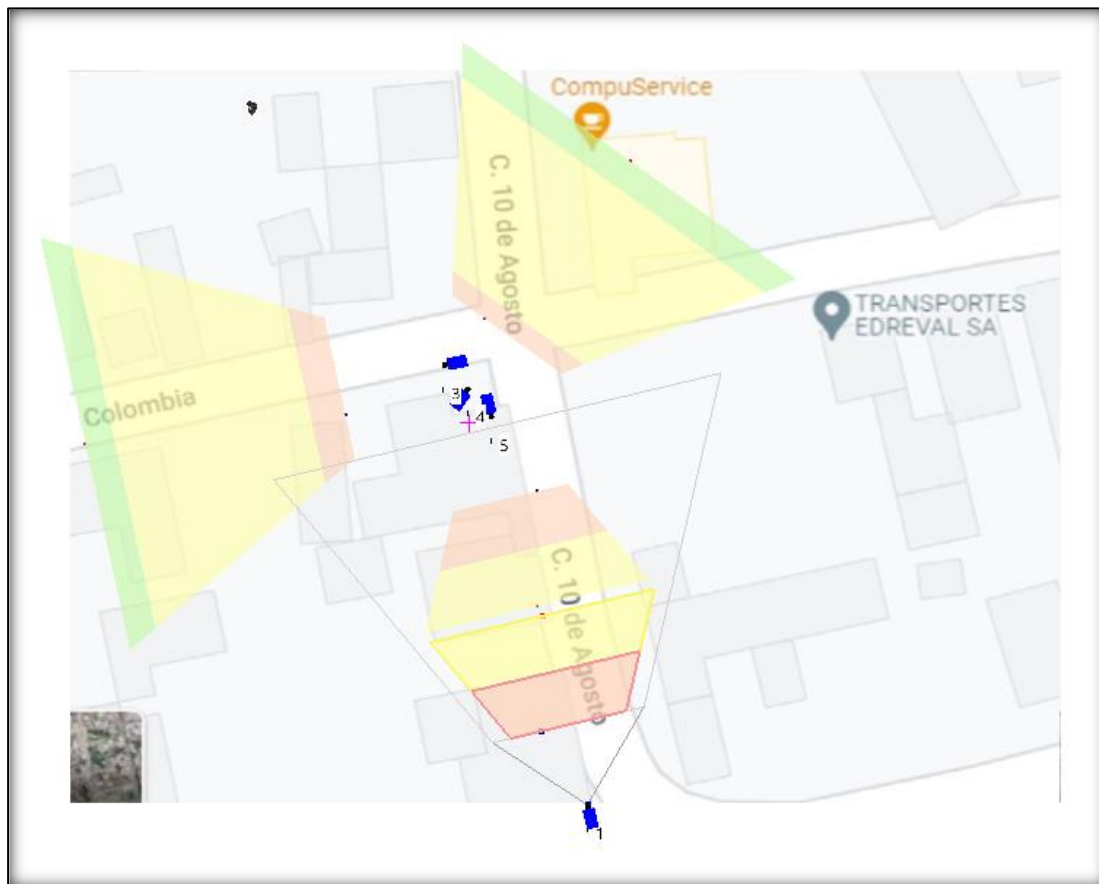 CompuService
C. 10 de Agosto
TRANSPORTES
EDREVAL SA
Colombia
3
4
5
C. 10 de Agosto
1